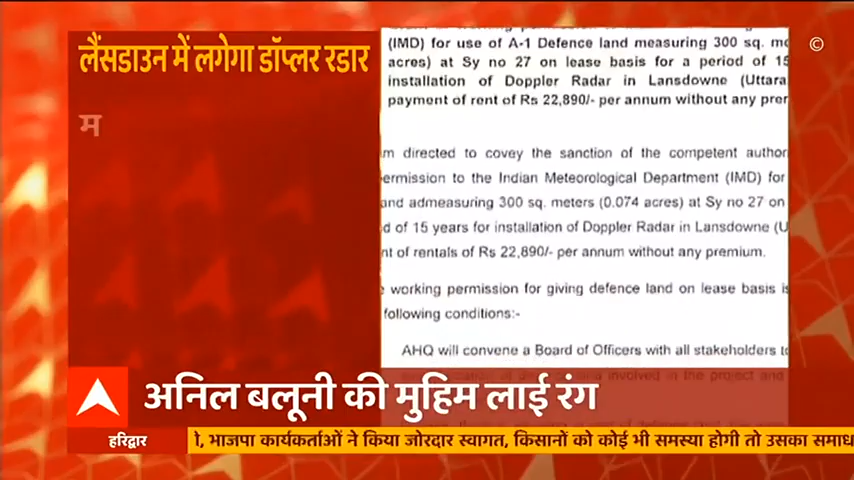 लैंसडाउन में लगेगा डॉप्लर रडार
म
(IMD) for use of A-1 Defence land measuring 300 sq.
acres) at Sy no 27 on lease basis for a period of 15
installation of Doppler Radar in Lansdowne (Uttara
payment of rent of Rs 22,890/- per annum without any prem
m directed to covey the sanction of the competent author
ermission to the Indian Meteorological Department (IMD) for
and admeasuring 300 sq. meters (0.074 acres) at Sy no 27 on
d of 15 years for installation of Doppler Radar in Lansdowne (U
nt of rentals of Rs 22,890/- per annum without any premium.
working permission for giving defence land on lease basis is
following conditions:-
AHQ will convene a Board of Officers with all stakeholders to
involved in the project and
अनिल बलूनी की मुहिम लाई रंग
हरिद्वार
, भाजपा कार्यकर्ताओं ने किया जोरदार स्वागत, किसानों को कोई भी समस्या होगी तो उसका समाध
©